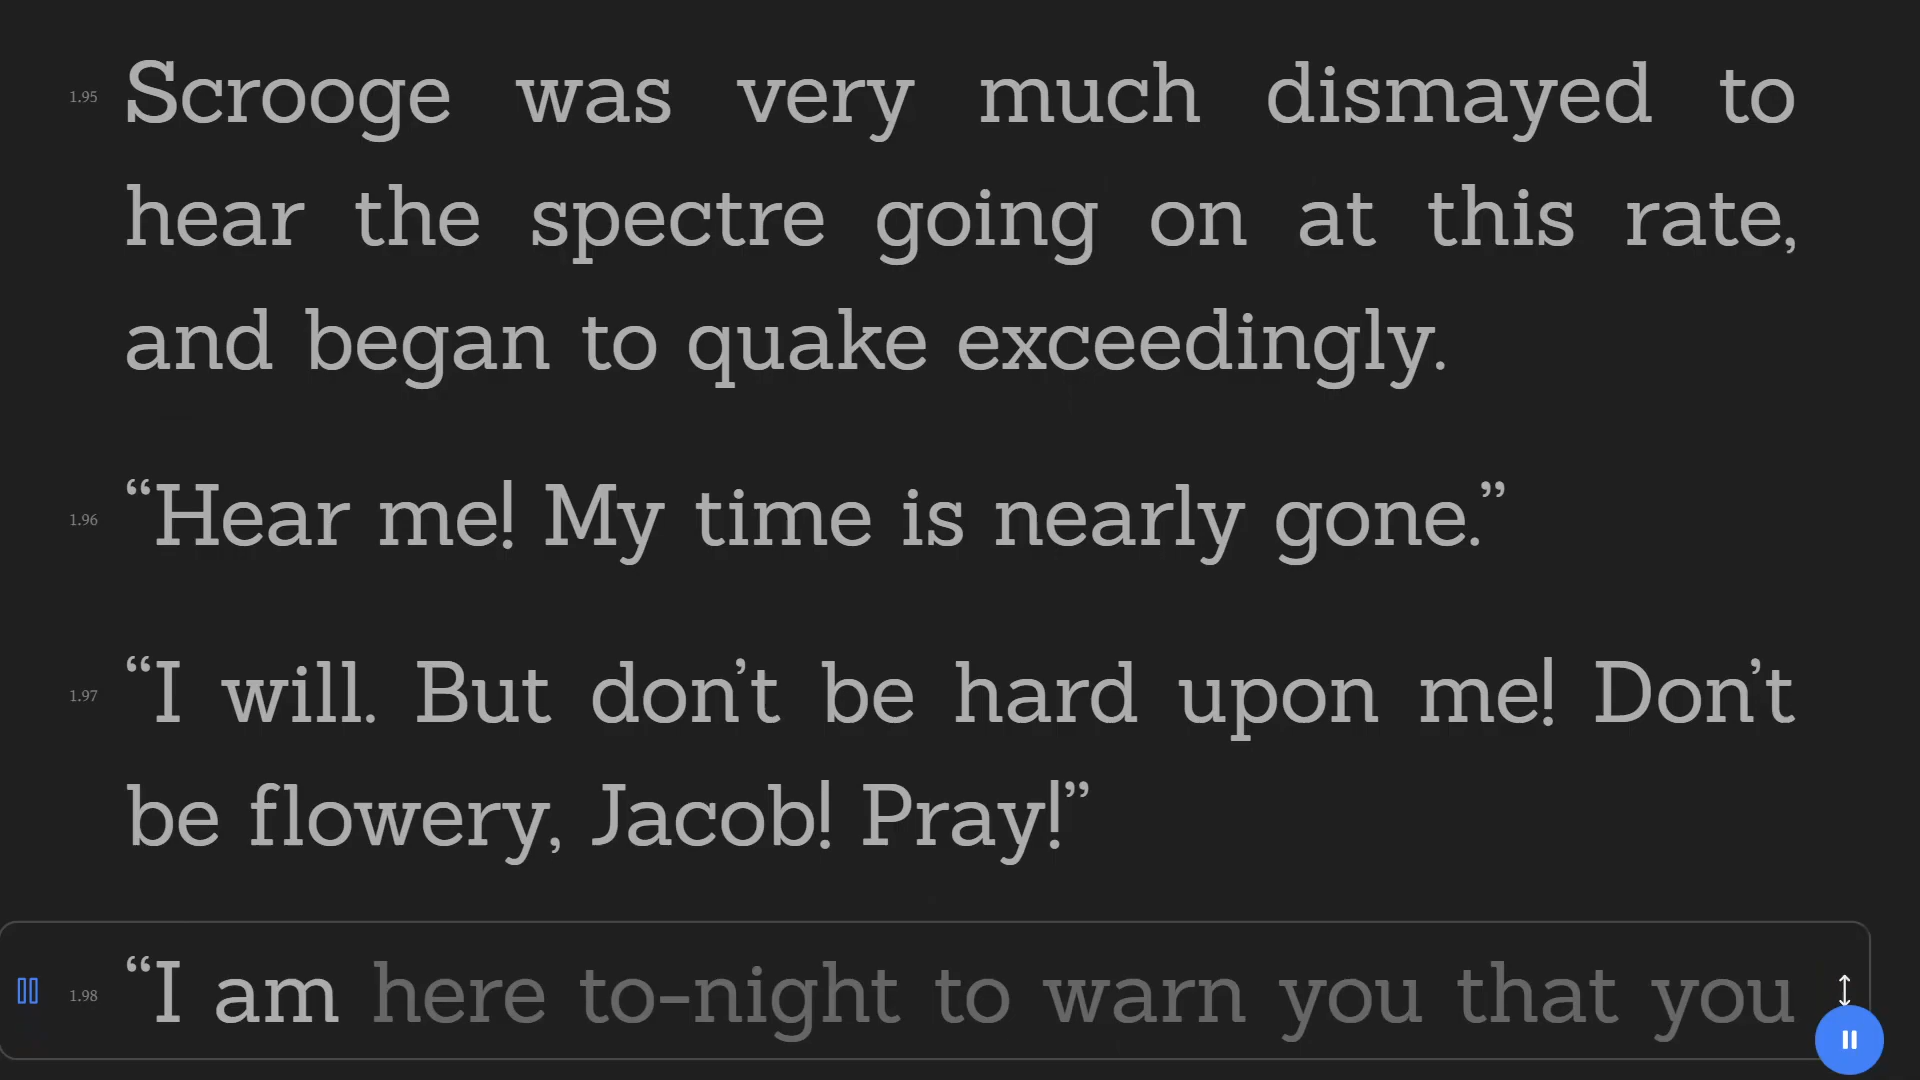 1.95 Scrooge was very much dismayed to
hear the spectre going on at this rate,
and began to quake exceedingly.
1.96 “Hear me! My time is nearly gone.”
1.97 “I will. But don’t be hard upon me! Don’t
be flowery, Jacob! Pray!”
1.98 “I am here to-night to warn you that you